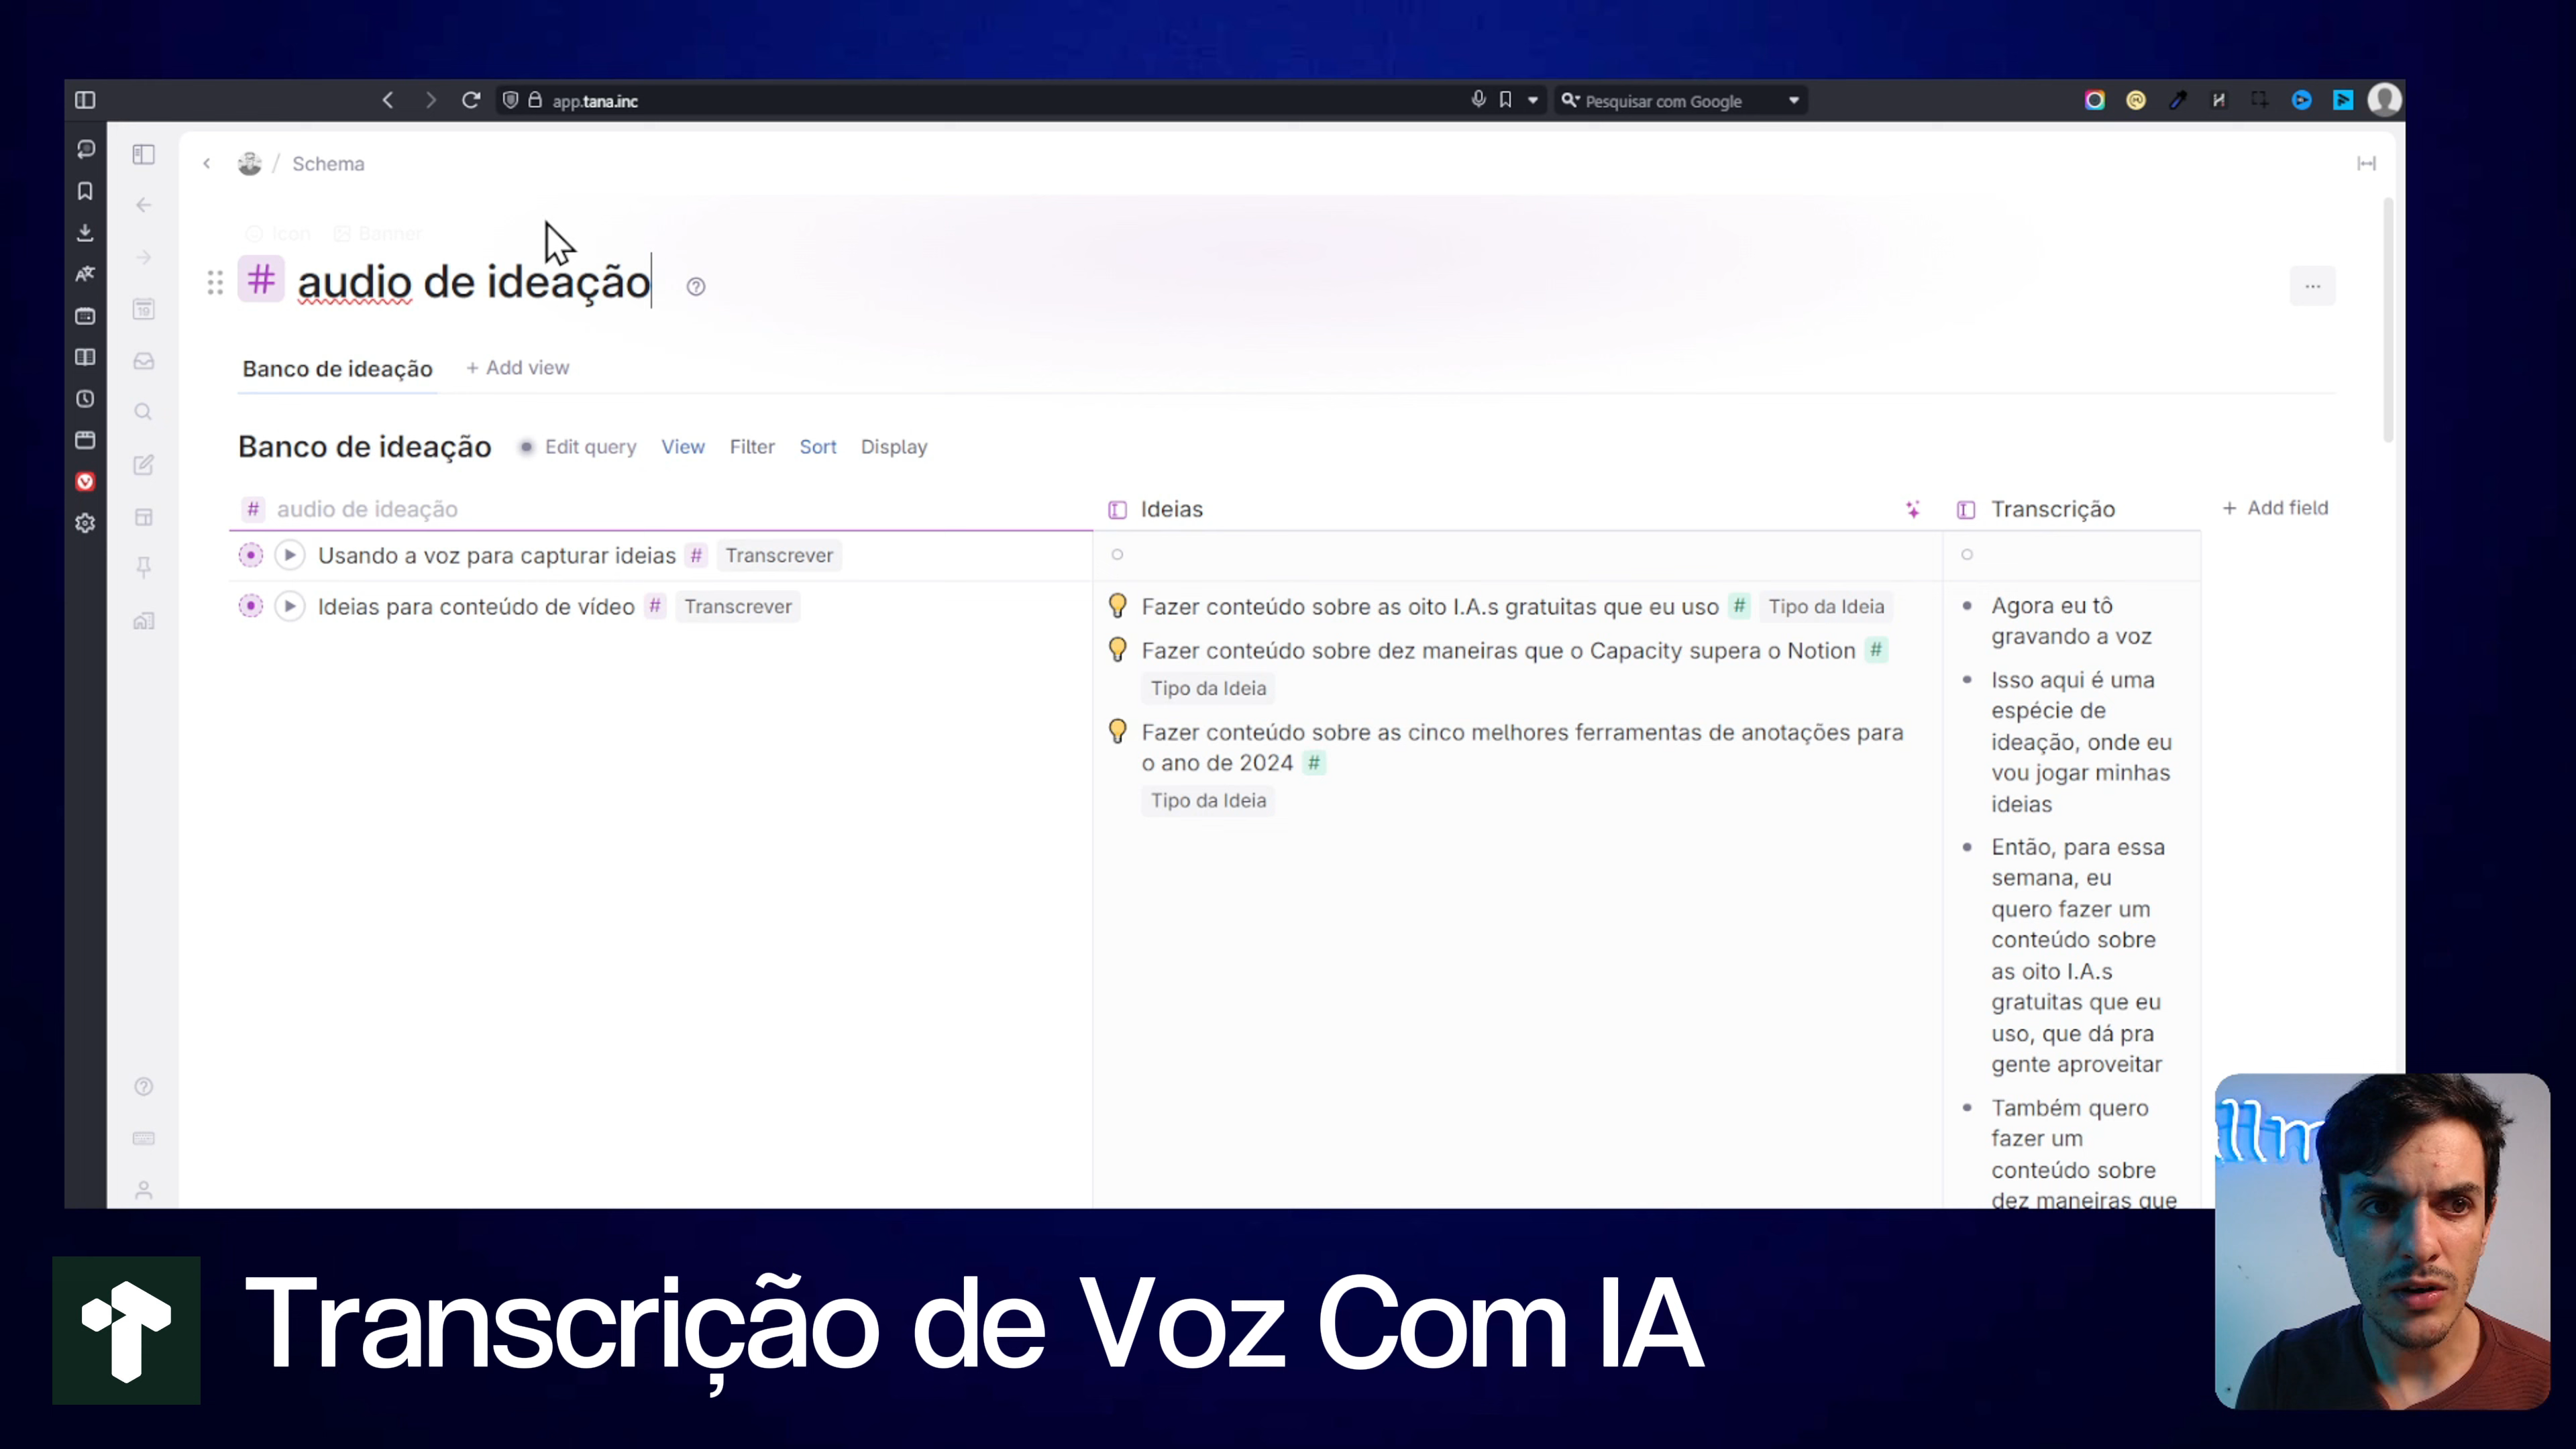 app.tana.inc
Pesquisar com Google
/ Schema
Icon Banner
# audio de ideação
19
Banco de ideação + Add view
Banco de ideação Edit query View Filter Sort Display
# audio de ideação
Ideias
Transcrição
+ Add field
Usando a voz para capturar ideias # Transcrever
Ideias para conteúdo de vídeo # Transcrever
Fazer conteúdo sobre as oito I.A.s gratuitas que eu uso # Tipo da Ideia
Fazer conteúdo sobre dez maneiras que o Capacity supera o Notion #
Tipo da Ideia
Fazer conteúdo sobre as cinco melhores ferramentas de anotações para
o ano de 2024 #
Tipo da Ideia
Agora eu tô
gravando a voz
Isso aqui é uma
espécie de
ideação, onde eu
vou jogar minhas
ideias
Então, para essa
semana, eu
quero fazer um
conteúdo sobre
as oito I.A.s
gratuitas que eu
uso, que dá pra
gente aproveitar
Também quero
fazer um
conteúdo sobre
dez maneiras que
Transcrição de Voz Com IA